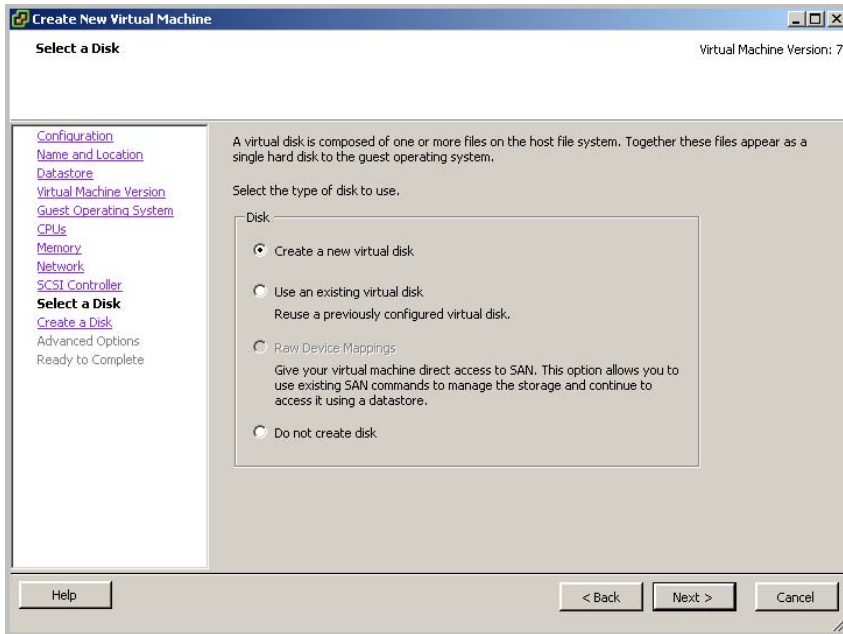 Create New Virtual Machine
Select a Disk
Virtual Machine Version: 7
Configuration
Name and Location
Datastore
Virtual Machine Version
Guest Operating System
CPUs
Memory
Network
SCSI Controller
Select a Disk
Create a Disk
Advanced Options
Ready to Complete
A virtual disk is composed of one or more files on the host file system. Together these files appear as a
single hard disk to the guest operating system.
Select the type of disk to use.
Disk
Create a new virtual disk
Use an existing virtual disk
Reuse a previously configured virtual disk.
Raw Device Mappings
Give your virtual machine direct access to SAN. This option allows you to
use existing SAN commands to manage the storage and continue to
access it using a datastore.
Do not create disk
Help
< Back
Next >
Cancel